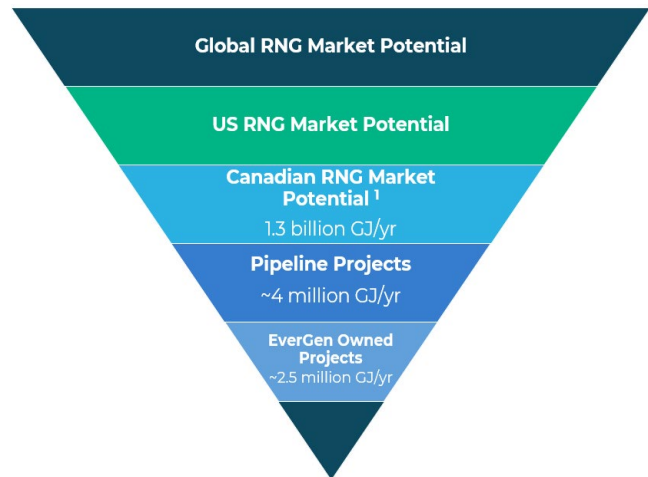 Global RNG Market Potential
US RNG Market Potential
Canadian RNG Market
Potential ¹
1.3 billion GJ/yr
Pipeline Projects
~4 million GJ/yr
EverGen Owned
Projects
~2.5 million GJ/yr